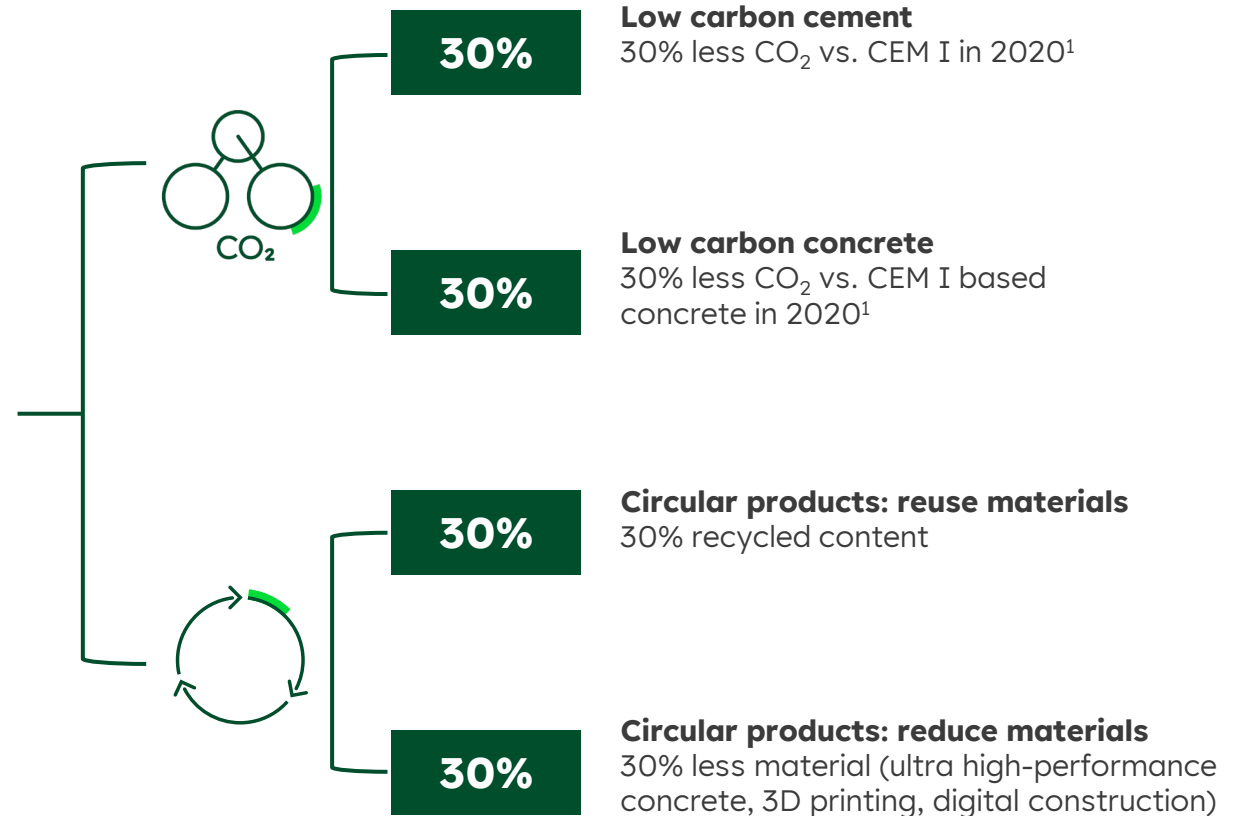 30%
Low carbon cement
30% less CO₂ vs. CEM I in 2020¹
CO₂
30%
Low carbon concrete
30% less CO₂ vs. CEM I based
concrete in 2020¹
30%
Circular products: reuse materials
30% recycled content
30%
Circular products: reduce materials
30% less material (ultra high-performance
concrete, 3D printing, digital construction)